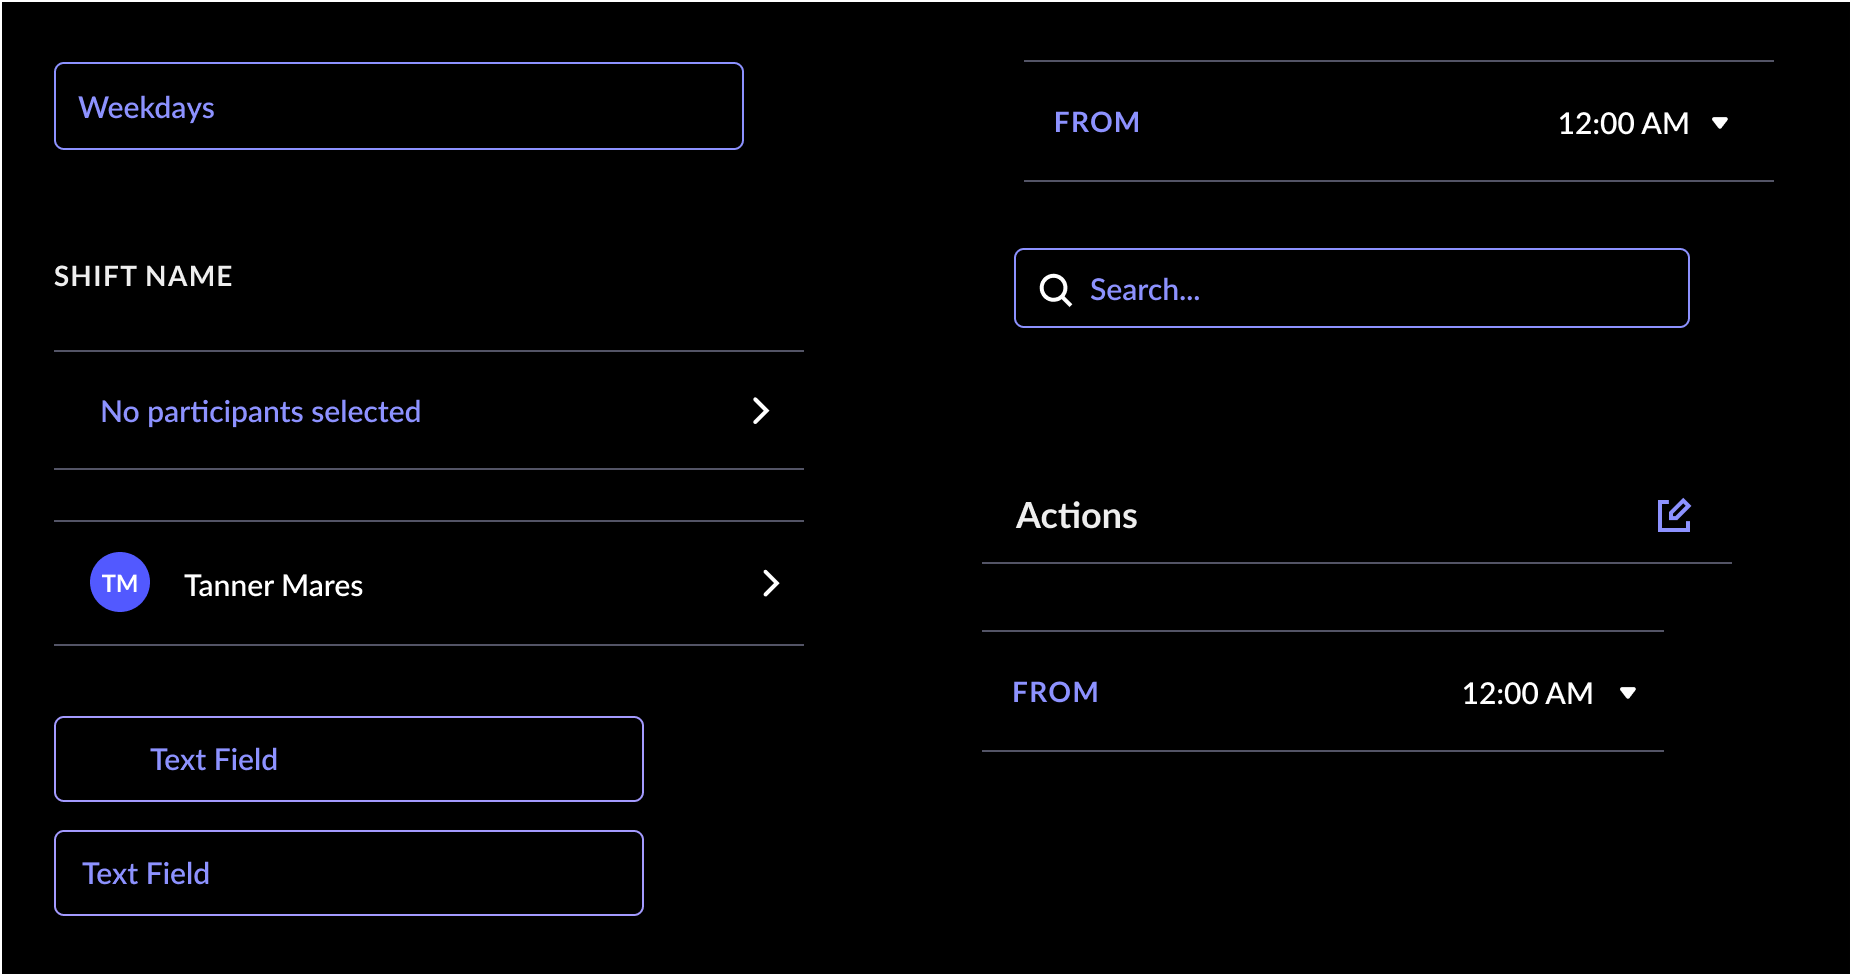 Weekdays
SHIFT NAME
No participants selected
TM
Tanner Mares
Text Field
Text Field
FROM
12:00 AM
Search...
Actions
FROM
12:00 AM